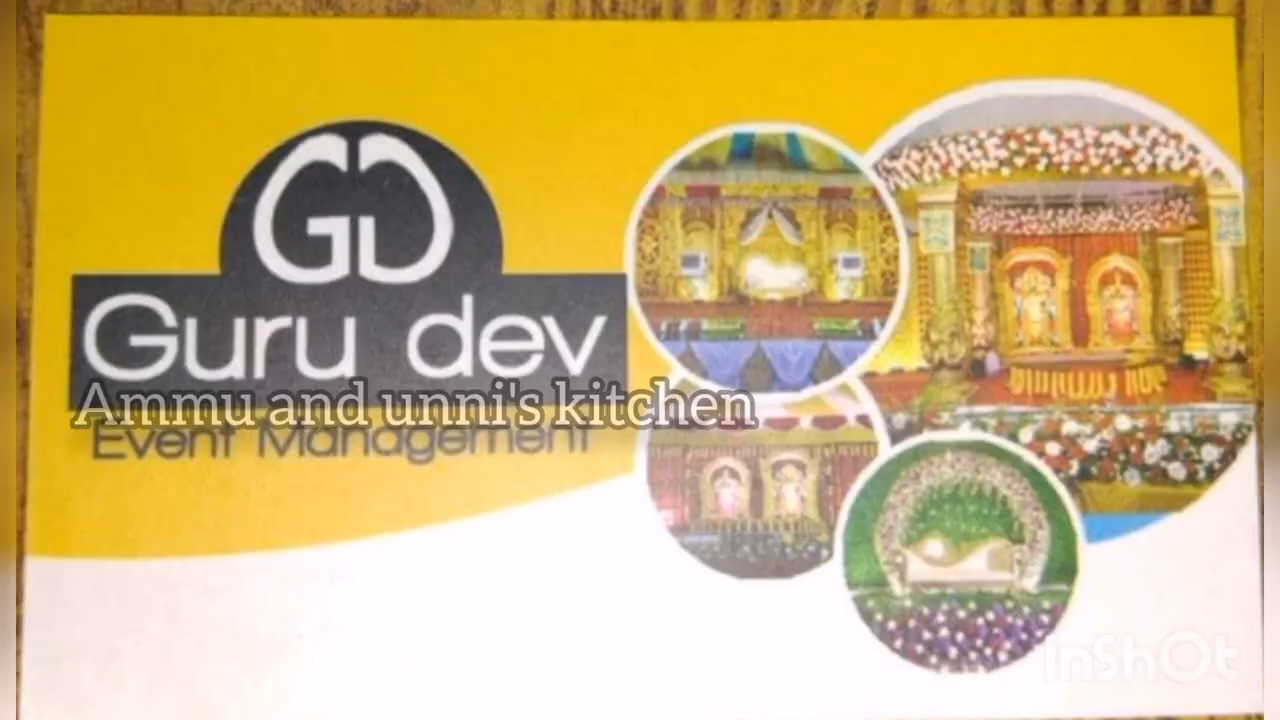 GG
Guru dev
Ammu and unni's kitchen
Event Management
InShOt